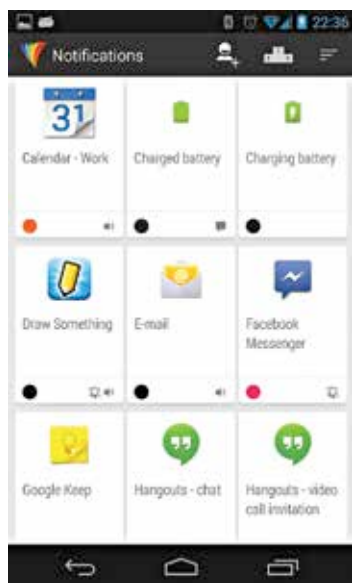 22:36
Notifications
31
Calendar - Work
Charged battery
Charging battery
Draw Something
E-mail
Facebook
Messenger
Google Keep
Hangouts - chat
Hangouts - video
call invitation